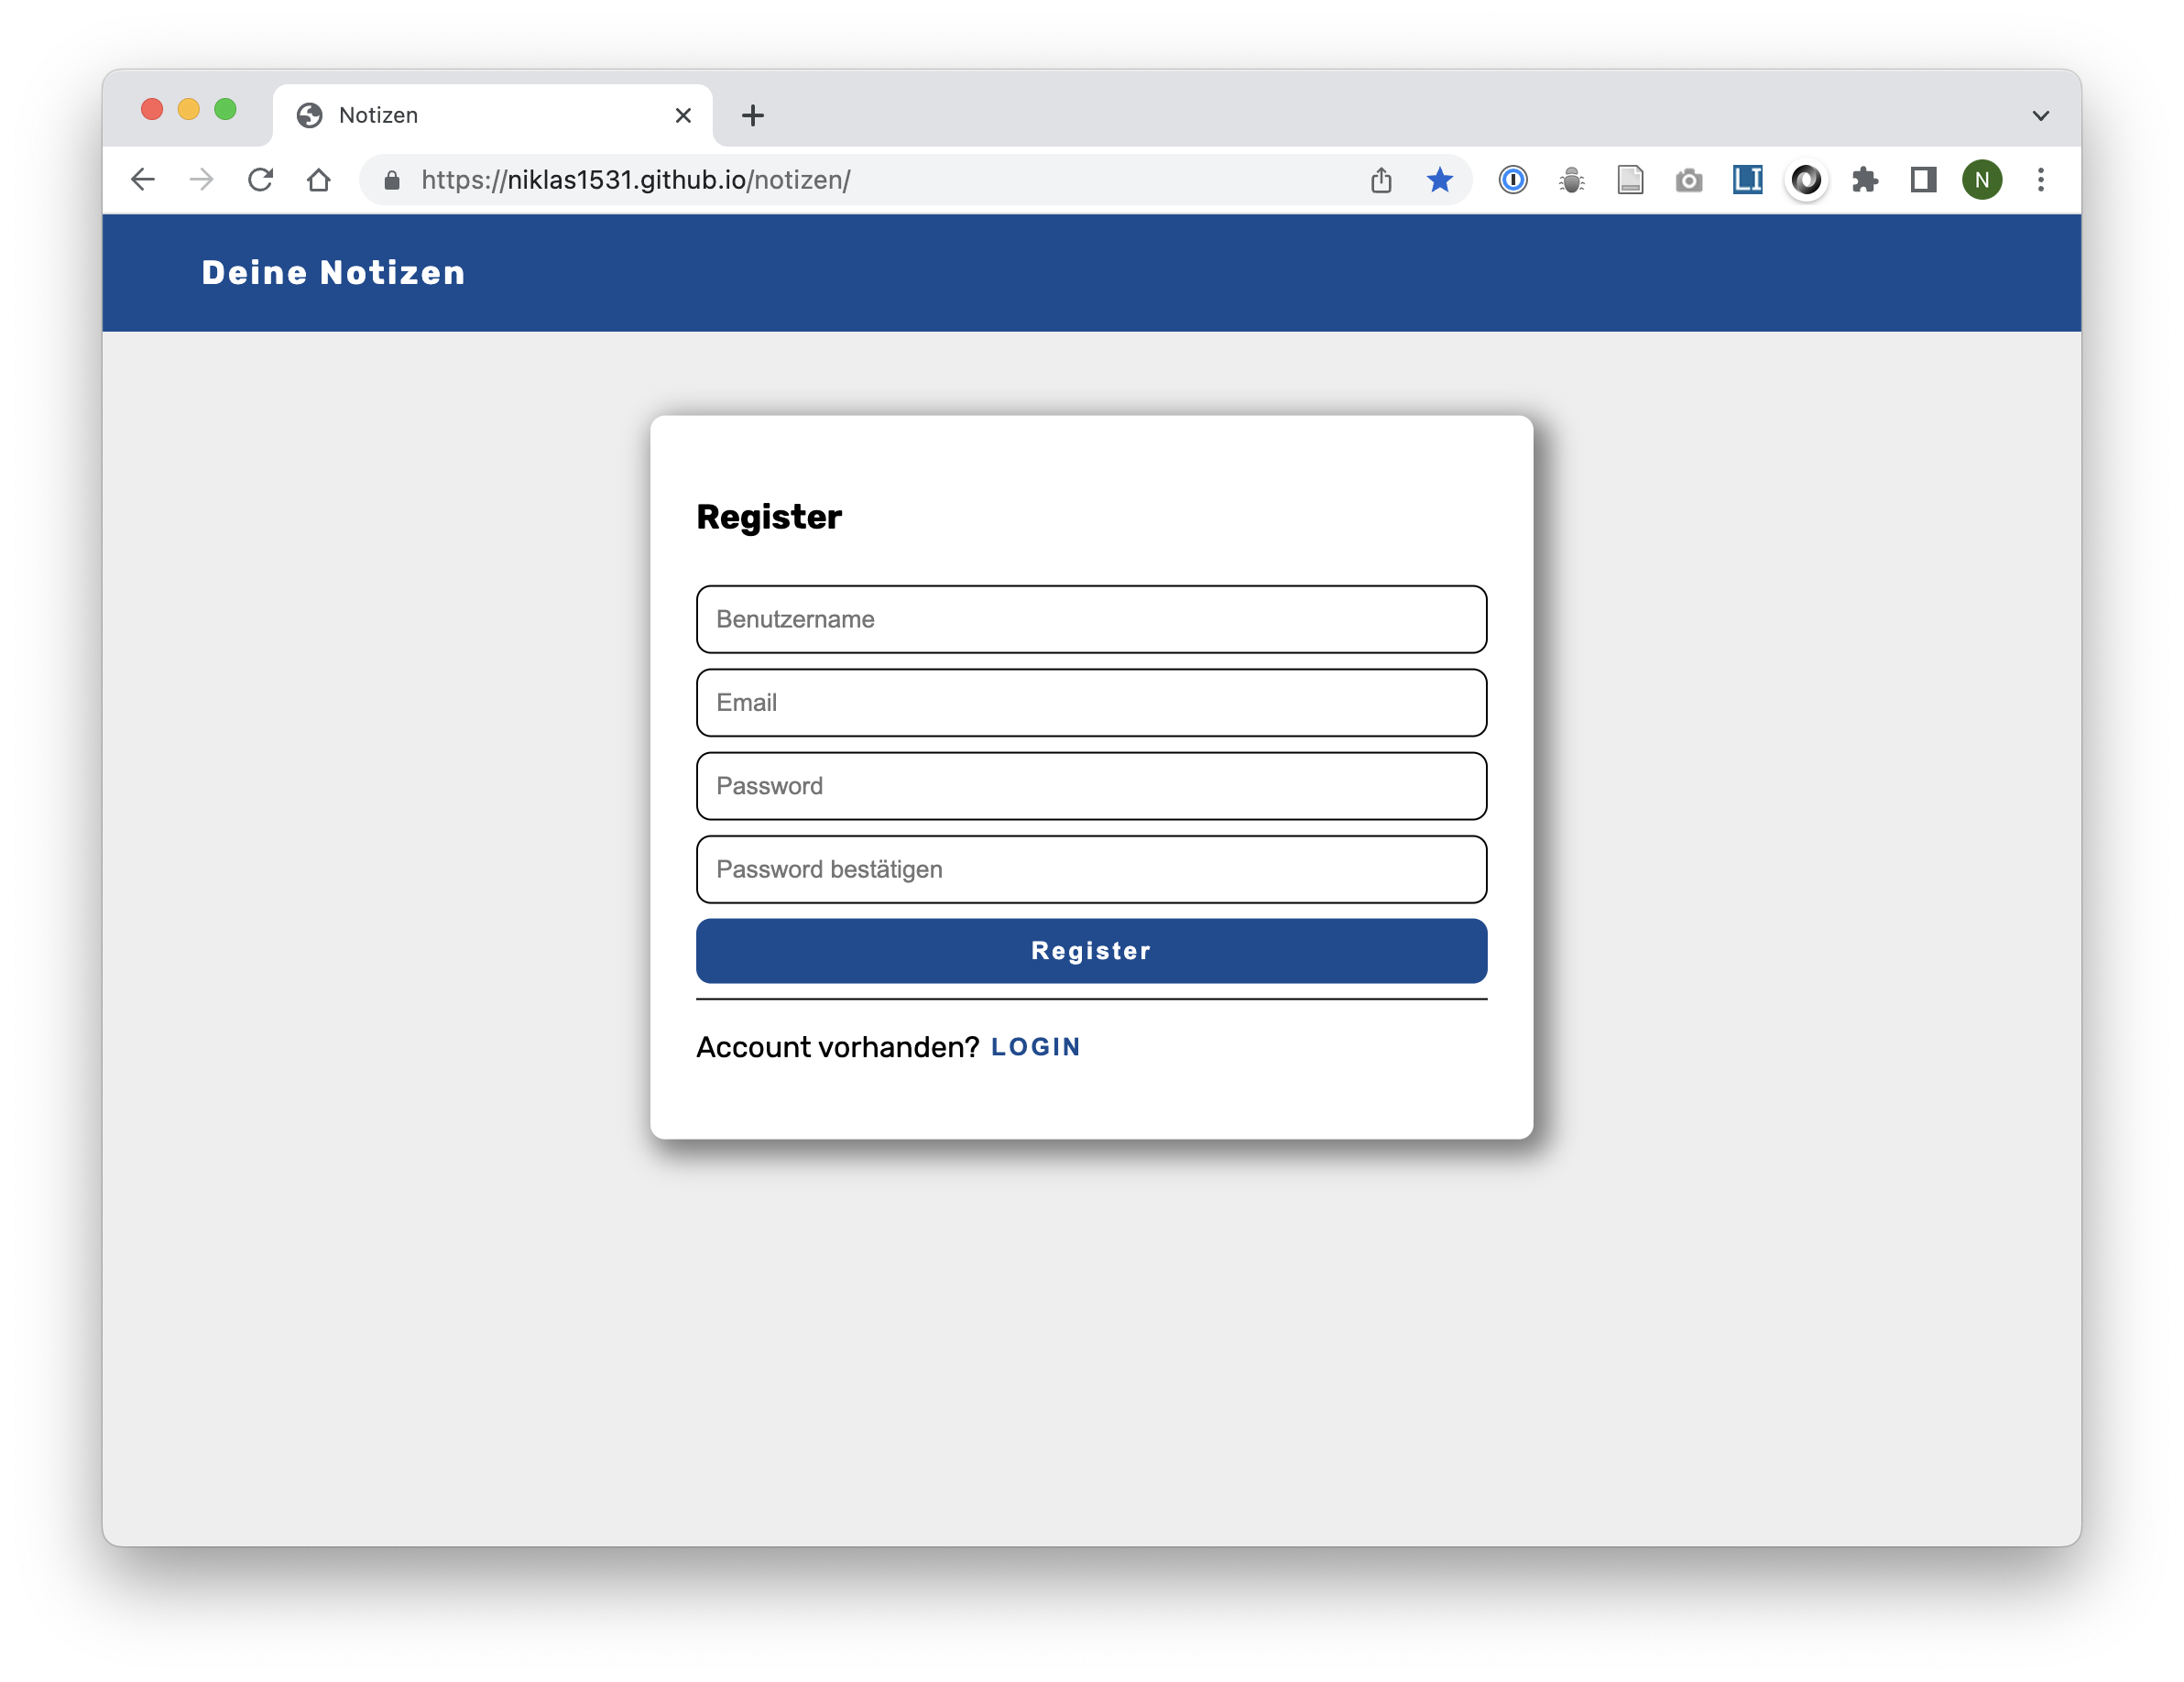 Notizen
https://niklas1531.github.io/notizen/
LI
N
Deine Notizen
Register
Benutzername
Email
Password
Password bestätigen
Register
Account vorhanden? LOGIN